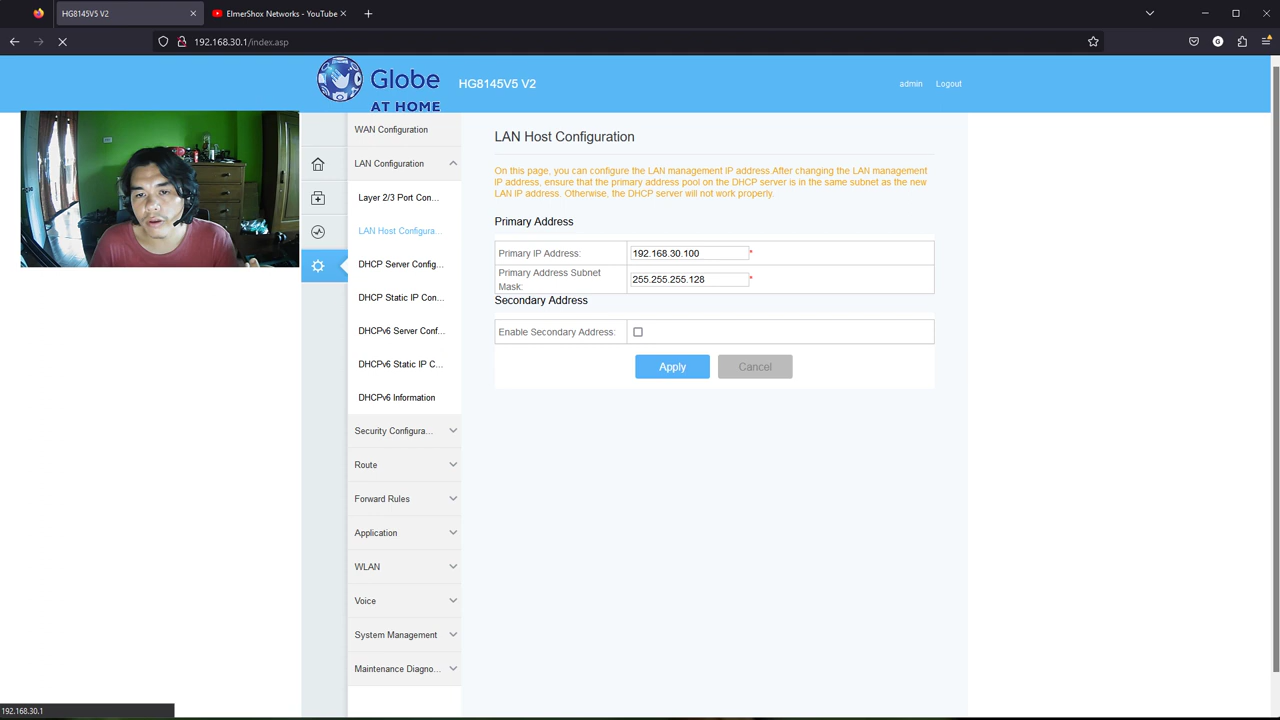 HG8145V5 V2
ElmerShox Networks - YouTube
192.168.30.1/index.asp
Globe
AT HOME
HG8145V5 V2
admin
Logout
WAN Configuration
LAN Configuration
Layer 2/3 Port Con...
LAN Host Configura...
DHCP Server Config...
DHCP Static IP Con...
DHCPv6 Server Conf...
DHCPv6 Static IP C...
DHCPv6 Information
Security Configura...
Route
Forward Rules
Application
WLAN
Voice
System Management
Maintenance Diagno...
LAN Host Configuration
On this page, you can configure the LAN management IP address.After changing the LAN management
IP address, ensure that the primary address pool on the DHCP server is in the same subnet as the new
LAN IP address. Otherwise, the DHCP server will not work properly.
Primary Address
Primary IP Address:
192.168.30.100
*
Primary Address Subnet
Mask:
255.255.255.128
*
Secondary Address
Enable Secondary Address:
Apply
Cancel
192.168.30.1